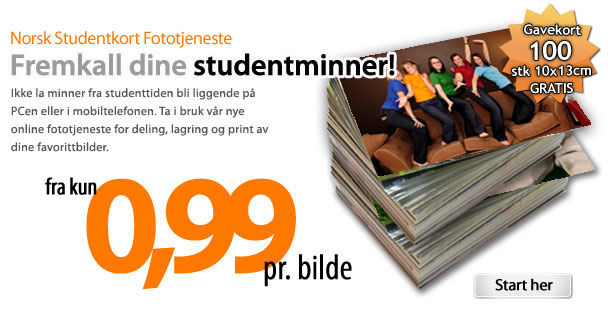 Norsk Studentkort Fototjeneste
Fremkall dine studentminner!
Ikke la minner fra studenttiden bli liggende på
PCen eller i mobiltelefonen. Ta i bruk vår nye
online fototjeneste for deling, lagring og print av
dine favorittbilder.
fra kun
0,99
pr. bilde
Gavekort
100
stk 10x13cm
GRATIS
Start her